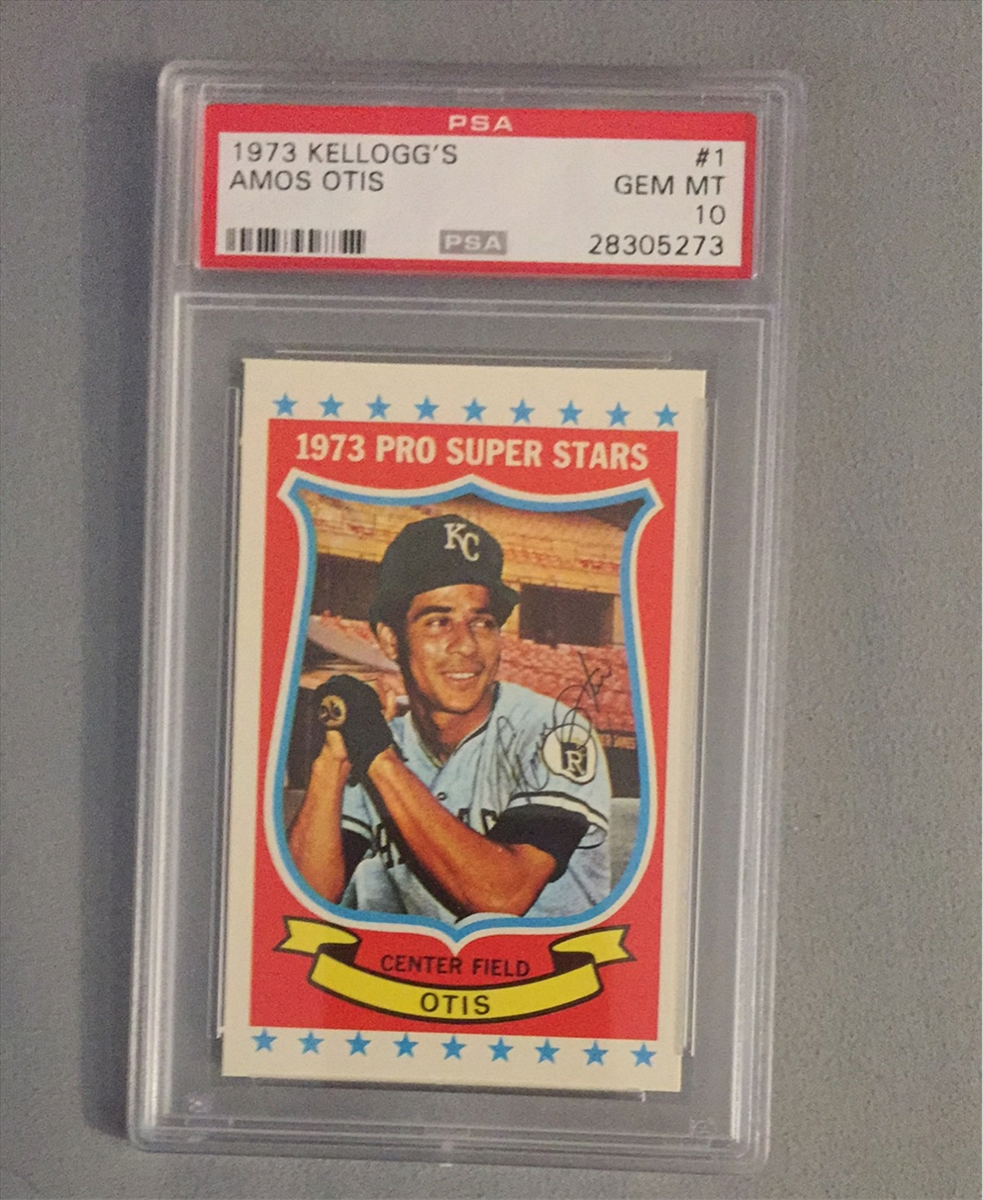 PSA
1973 KELLOGG'S #1
AMOS OTIS GEM MT
10
PSA 28305273
1973 PRO SUPER STARS
KC
R
CENTER FIELD
OTIS